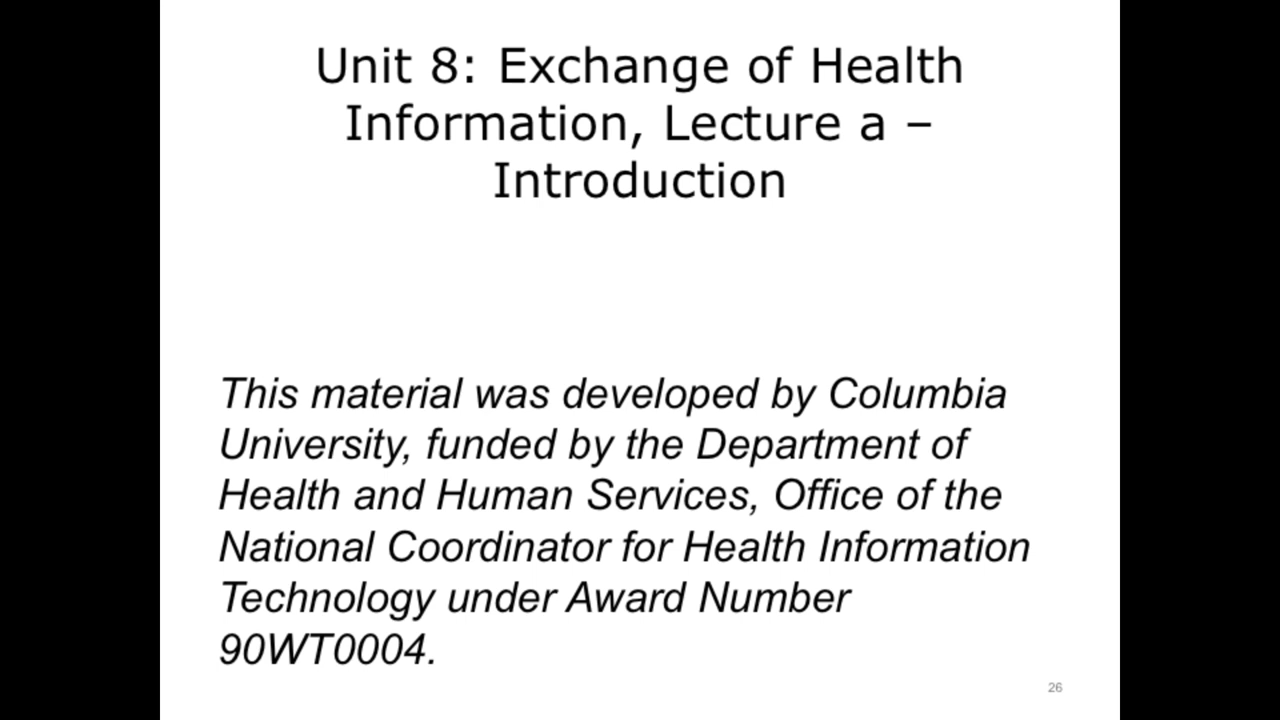 Unit 8: Exchange of Health
Information, Lecture a –
Introduction
This material was developed by Columbia
University, funded by the Department of
Health and Human Services, Office of the
National Coordinator for Health Information
Technology under Award Number
90WT0004.
26